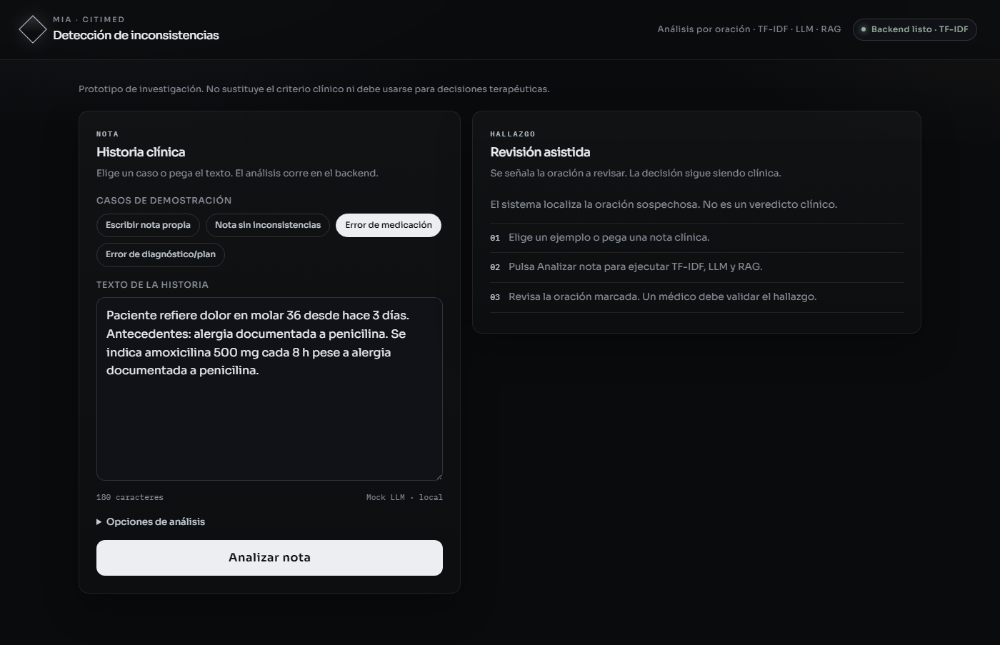 MIA · CITIMED
Detección de inconsistencias
Análisis por oración · TF-IDF · LLM · RAG
Backend listo · TF-IDF
Prototipo de investigación. No sustituye el criterio clínico ni debe usarse para decisiones terapéuticas.
NOTA
Historia clínica
Elige un caso o pega el texto. El análisis corre en el backend.
CASOS DE DEMOSTRACIÓN
Escribir nota propia
Nota sin inconsistencias
Error de medicación
Error de diagnóstico/plan
TEXTO DE LA HISTORIA
Paciente refiere dolor en molar 36 desde hace 3 días.
Antecedentes: alergia documentada a penicilina. Se
indica amoxicilina 500 mg cada 8 h pese a alergia
documentada a penicilina.
180 caracteres
Mock LLM · local
Opciones de análisis
Analizar nota
HALLAZGO
Revisión asistida
Se señala la oración a revisar. La decisión sigue siendo clínica.
El sistema localiza la oración sospechosa. No es un veredicto clínico.
01 Elige un ejemplo o pega una nota clínica.
02 Pulsa Analizar nota para ejecutar TF-IDF, LLM y RAG.
03 Revisa la oración marcada. Un médico debe validar el hallazgo.